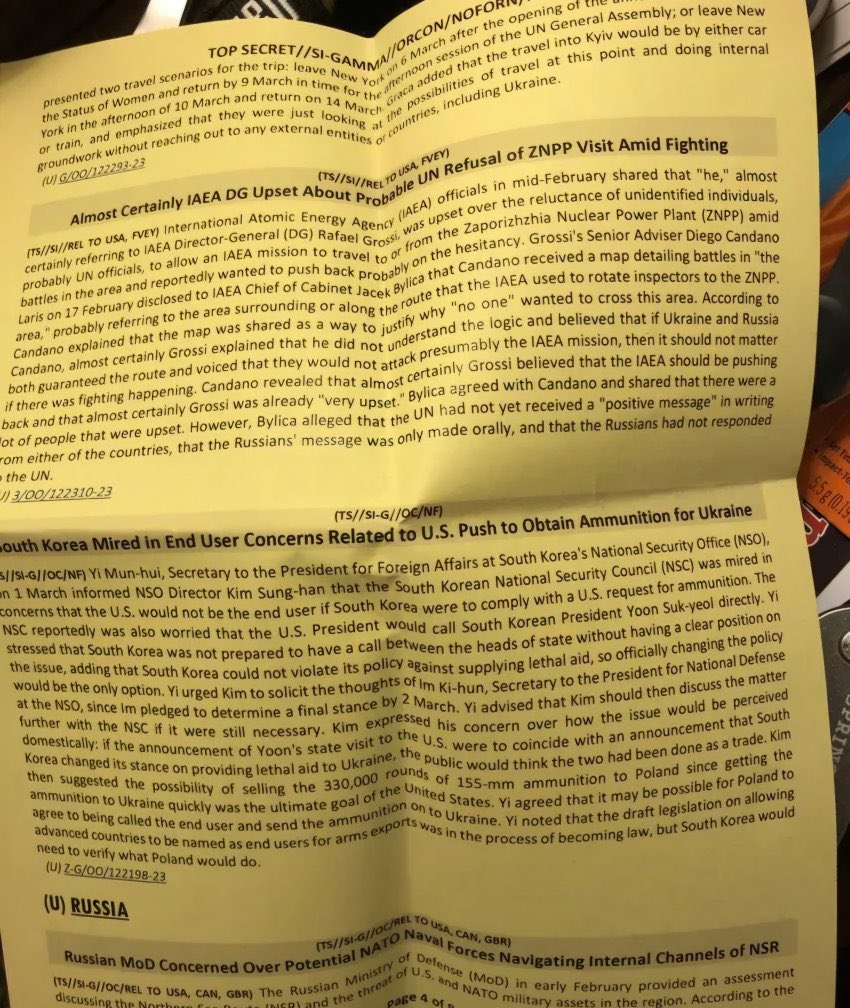 TOP SECRET//SI-GAMMA//ORCON/NOFORN/
presented two travel scenarios for the trip: leave New York on 6 March after the opening of the
the Status of Women and return by 9 March in time for the afternoon session of the UN General Assembly; or leave New
York in the afternoon of 10 March and return on 14 March. Graca added that the travel into Kyiv would be by either car
or train, and emphasized that they were just looking at the possibilities of travel at this point and doing internal
groundwork without reaching out to any external entities or countries, including Ukraine.
(U) G/OO/122293-23
(TS//SI//REL TO USA, FVEY)
Almost Certainly IAEA DG Upset About Probable UN Refusal of ZNPP Visit Amid Fighting
(TS//SI//REL TO USA, FVEY) International Atomic Energy Agency (IAEA) officials in mid-February shared that "he," almost
certainly referring to IAEA Director-General (DG) Rafael Grossi, was upset over the reluctance of unidentified individuals,
probably UN officials, to allow an IAEA mission to travel to or from the Zaporizhzhia Nuclear Power Plant (ZNPP) amid
battles in the area and reportedly wanted to push back probably on the hesitancy. Grossi's Senior Adviser Diego Candano
Laris on 17 February disclosed to IAEA Chief of Cabinet Jacek Bylica that Candano received a map detailing battles in "the
area," probably referring to the area surrounding or along the route that the IAEA used to rotate inspectors to the ZNPP.
Candano explained that the map was shared as a way to justify why "no one" wanted to cross this area. According to
Candano, almost certainly Grossi explained that he did not understand the logic and believed that if Ukraine and Russia
both guaranteed the route and voiced that they would not attack presumably the IAEA mission, then it should not matter
if there was fighting happening. Candano revealed that almost certainly Grossi believed that the IAEA should be pushing
back and that almost certainly Grossi was already "very upset." Bylica agreed with Candano and shared that there were a
lot of people that were upset. However, Bylica alleged that the UN had not yet received a "positive message" in writing
rom either of the countries, that the Russians' message was only made orally, and that the Russians had not responded
the UN.
3/OO/122310-23
(TS//SI-G//OC/NF)
South Korea Mired in End User Concerns Related to U.S. Push to Obtain Ammunition for Ukraine
S//SI-G//OC/NF) Yi Mun-hui, Secretary to the President for Foreign Affairs at South Korea's National Security Office (NSO),
n 1 March informed NSO Director Kim Sung-han that the South Korean National Security Council (NSC) was mired in
concerns that the U.S. would not be the end user if South Korea were to comply with a U.S. request for ammunition. The
NSC reportedly was also worried that the U.S. President would call South Korean President Yoon Suk-yeol directly. Yi
stressed that South Korea was not prepared to have a call between the heads of state without having a clear position on
the issue, adding that South Korea could not violate its policy against supplying lethal aid, so officially changing the policy
would be the only option. Yi urged Kim to solicit the thoughts of Im Ki-hun, Secretary to the President for National Defense
at the NSO, since Im pledged to determine a final stance by 2 March. Yi advised that Kim should then discuss the matter
further with the NSC if it were still necessary. Kim expressed his concern over how the issue would be perceived
domestically: if the announcement of Yoon's state visit to the U.S. were to coincide with an announcement that South
Korea changed its stance on providing lethal aid to Ukraine, the public would think the two had been done as a trade. Kim
then suggested the possibility of selling the 330,000 rounds of 155-mm ammunition to Poland since getting the
ammunition to Ukraine quickly was the ultimate goal of the United States. Yi agreed that it may be possible for Poland to
agree to being called the end user and send the ammunition on to Ukraine. Yi noted that the draft legislation on allowing
advanced countries to be named as end users for arms exports was in the process of becoming law, but South Korea would
need to verify what Poland would do.
(U) Z-G/OO/122198-23
(U) RUSSIA
(TS//SI-G//OC/REL TO USA, CAN, GBR)
Russian MoD Concerned Over Potential NATO Naval Forces Navigating Internal Channels of NSR
(TS//SI-G//OC/REL TO USA, CAN, GBR) The Russian Ministry of Defense (MoD) in early February provided an assessment
discussing the Northern Sea Route (NSR) and the threat of U.S. and NATO military assets in the region. According to the
Page 4 of
5.5 g (0.19